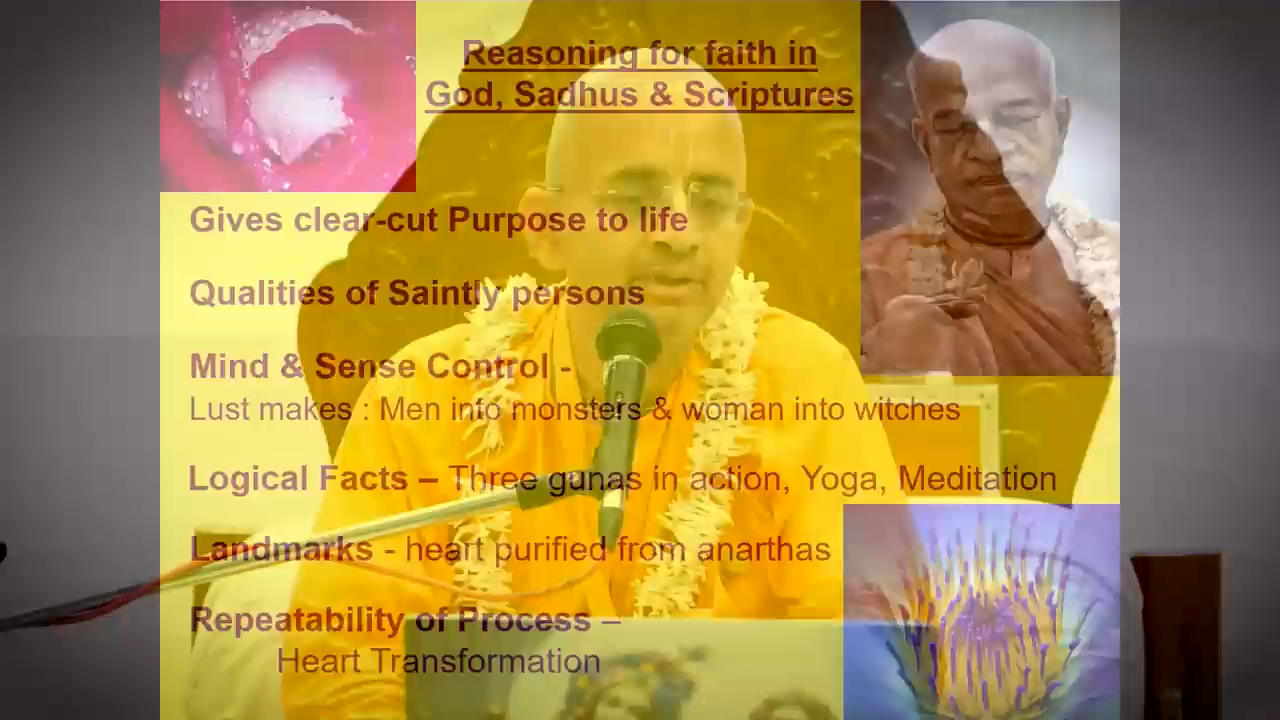 Reasoning for faith in
God, Sadhus & Scriptures
Gives clear-cut Purpose to life
Qualities of Saintly persons
Mind & Sense Control -
Lust makes : Men into monsters & woman into witches
Logical Facts – Three gunas in action, Yoga, Meditation
Landmarks - heart purified from anarthas
Repeatability of Process –
Heart Transformation